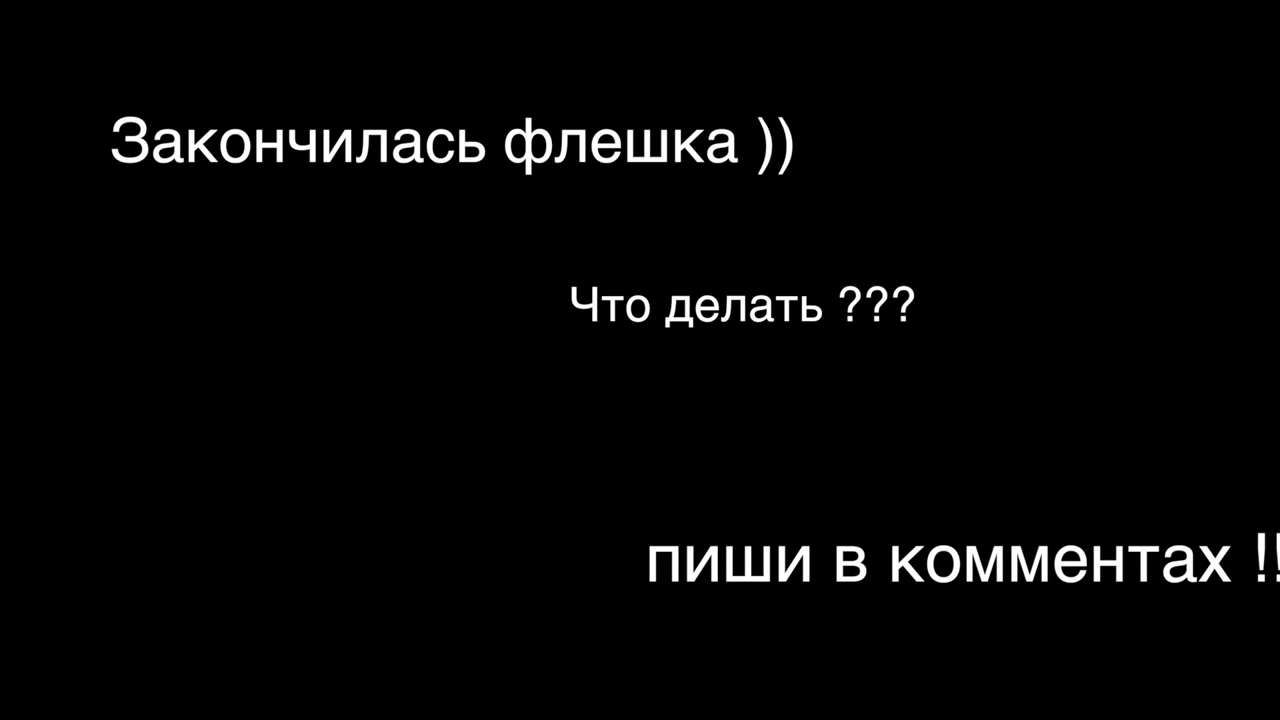 Закончилась флешка ))
Что делать ???
пиши в комментах !!